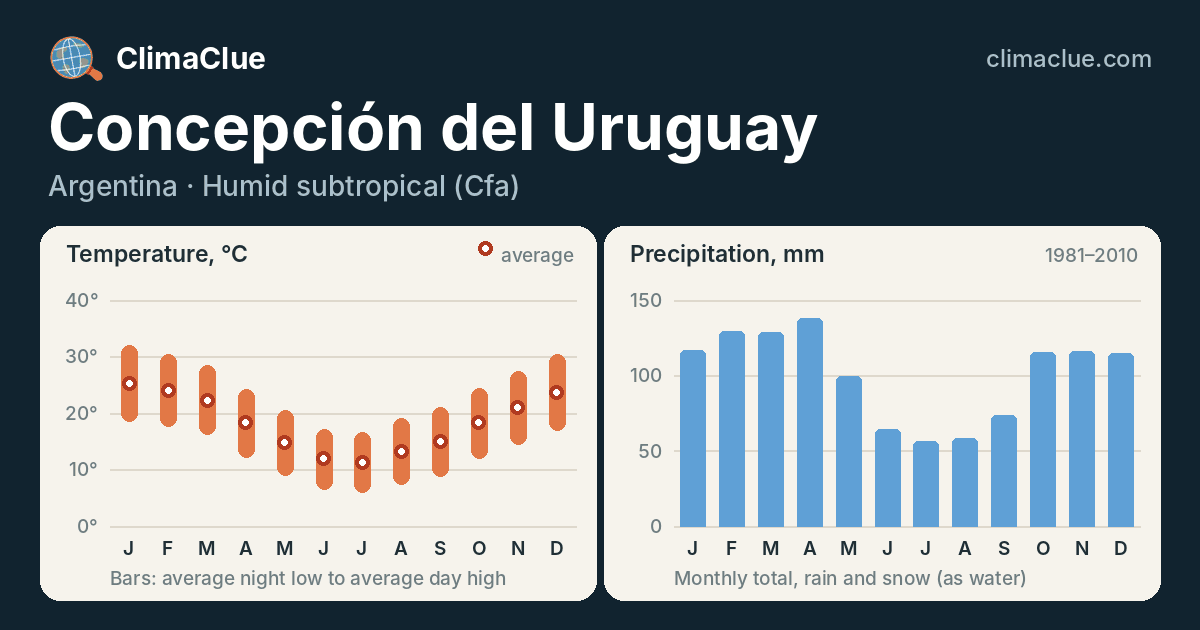 ClimaClue
climaclue.com
Concepción del Uruguay
Argentina · Humid subtropical (Cfa)
Temperature, °C
average
40°
30°
20°
10°
0°
J F M A M J J A S O N D
Bars: average night low to average day high
Precipitation, mm
1981–2010
150
100
50
0
J F M A M J J A S O N D
Monthly total, rain and snow (as water)